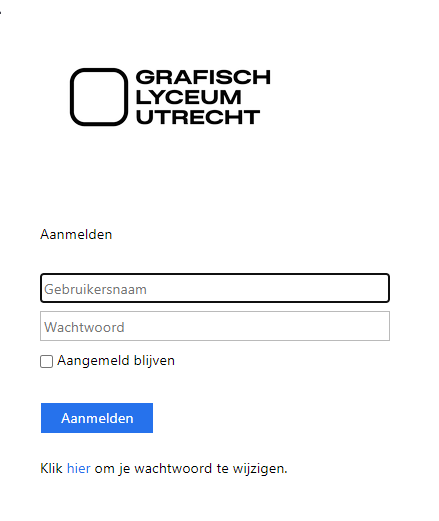 GRAFISCH
LYCEUM
UTRECHT
Aanmelden
Gebruikersnaam
Wachtwoord
Aangemeld blijven
Aanmelden
Klik hier om je wachtwoord te wijzigen.